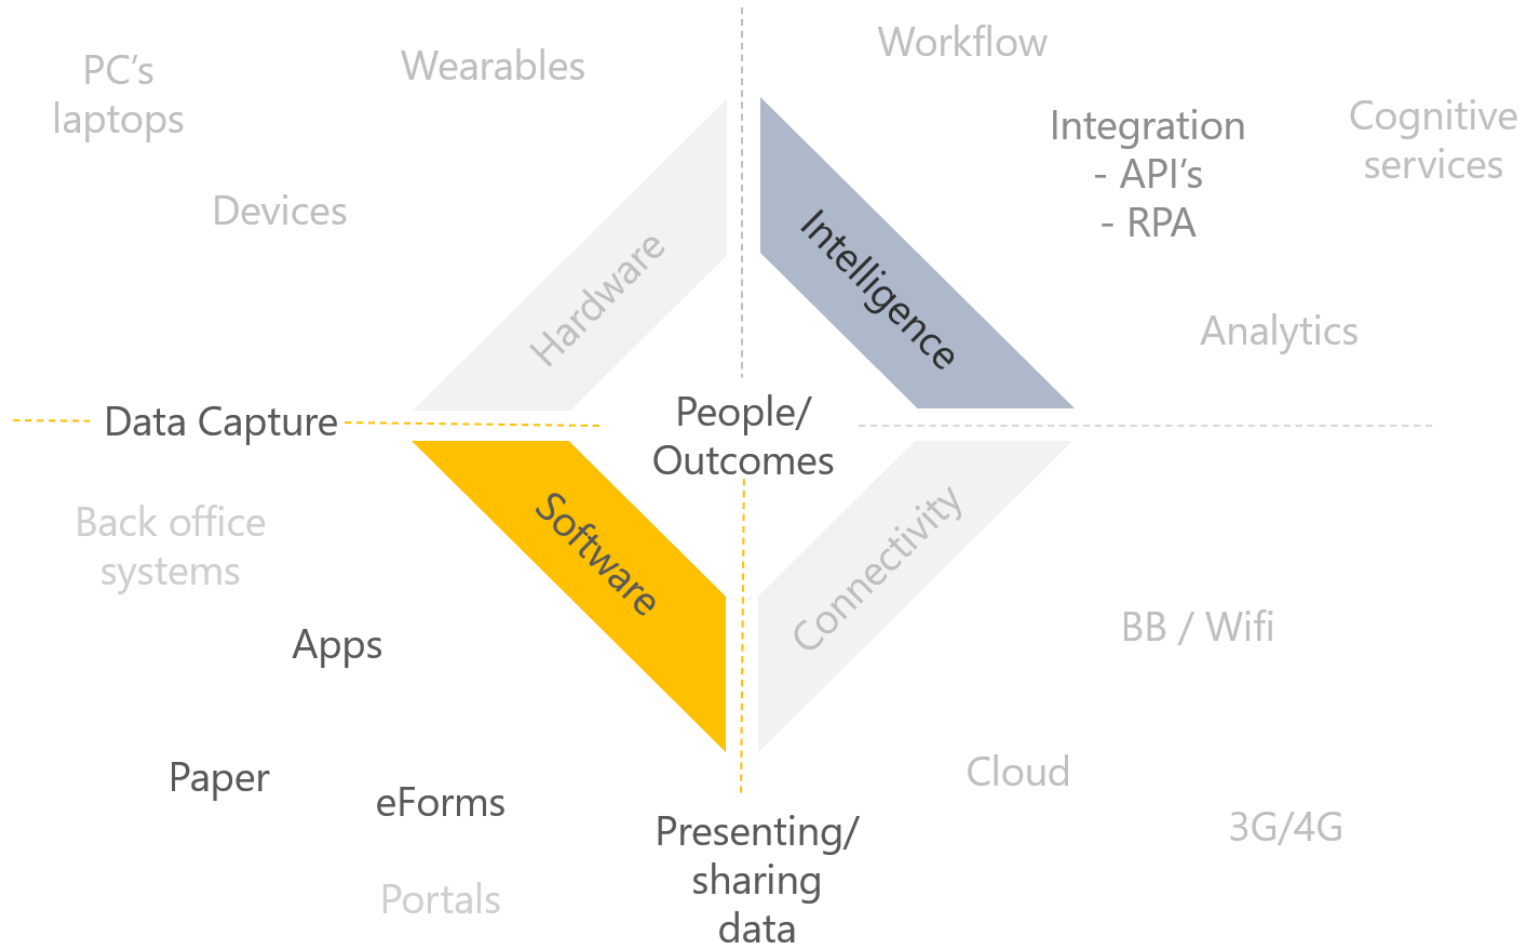 PC's
laptops
Wearables
Workflow
Integration
- API's
- RPA
Cognitive
services
Devices
Hardware
Intelligence
Analytics
Data Capture
People/
Outcomes
Back office
systems
Software
Connectivity
Apps
BB / Wifi
Paper
eForms
Cloud
Presenting/
sharing
data
3G/4G
Portals